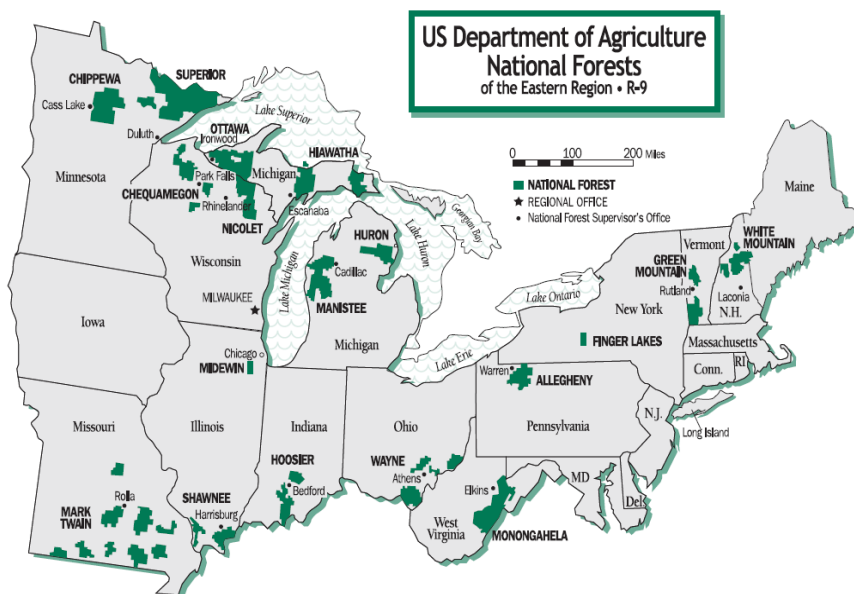 US Department of Agriculture
National Forests
of the Eastern Region • R-9
0 100 200 Miles
NATIONAL FOREST
REGIONAL OFFICE
National Forest Supervisor's Office
CHIPPEWA
SUPERIOR
Cass Lake
Lake Superior
Duluth
OTTAWA
Ironwood
HIAWATHA
Minnesota
Park Falls
Michigan
CHEQUAMEGON
Rhinelander
Escanaba
NICOLET
Georgian Bay
Maine
HURON
Lake Huron
Vermont
WHITE
MOUNTAIN
Wisconsin
Lake Michigan
Cadillac
GREEN
MOUNTAIN
MILWAUKEE
MANISTEE
Lake Ontario
Rutland
Laconia
N.H.
New York
Iowa
Michigan
FINGER LAKES
Massachusetts
Chicago
Lake Erie
Conn.
RI
MIDEWIN
Warren
ALLEGHENY
Missouri
Illinois
Indiana
Ohio
Pennsylvania
N.J.
Long Island
HOOSIER
WAYNE
Athens
Bedford
Elkins
MD
Del.
Rolla
SHAWNEE
Harrisburg
MARK
TWAIN
West
Virginia
MONONGAHELA